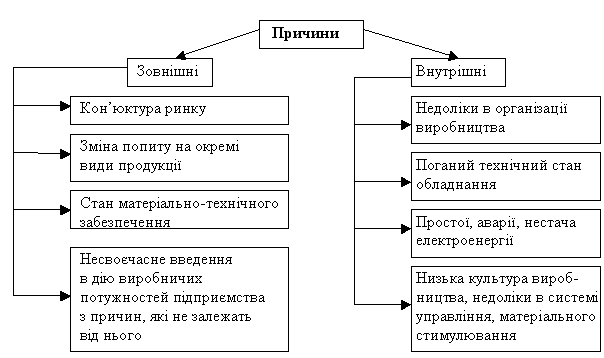 Причини
Зовнішні
Кон’юктура ринку
Зміна попиту на окремі
види продукції
Стан матеріально-технічного
забезпечення
Несвоєчасне введення
в дію виробничих
потужностей підприємства
з причин, які не залежать
від нього
Внутрішні
Недоліки в організації
виробництва
Поганий технічний стан
обладнання
Простої, аварії, нестача
електроенергії
Низька культура вироб-
ництва, недоліки в системі
управління, матеріального
стимулювання